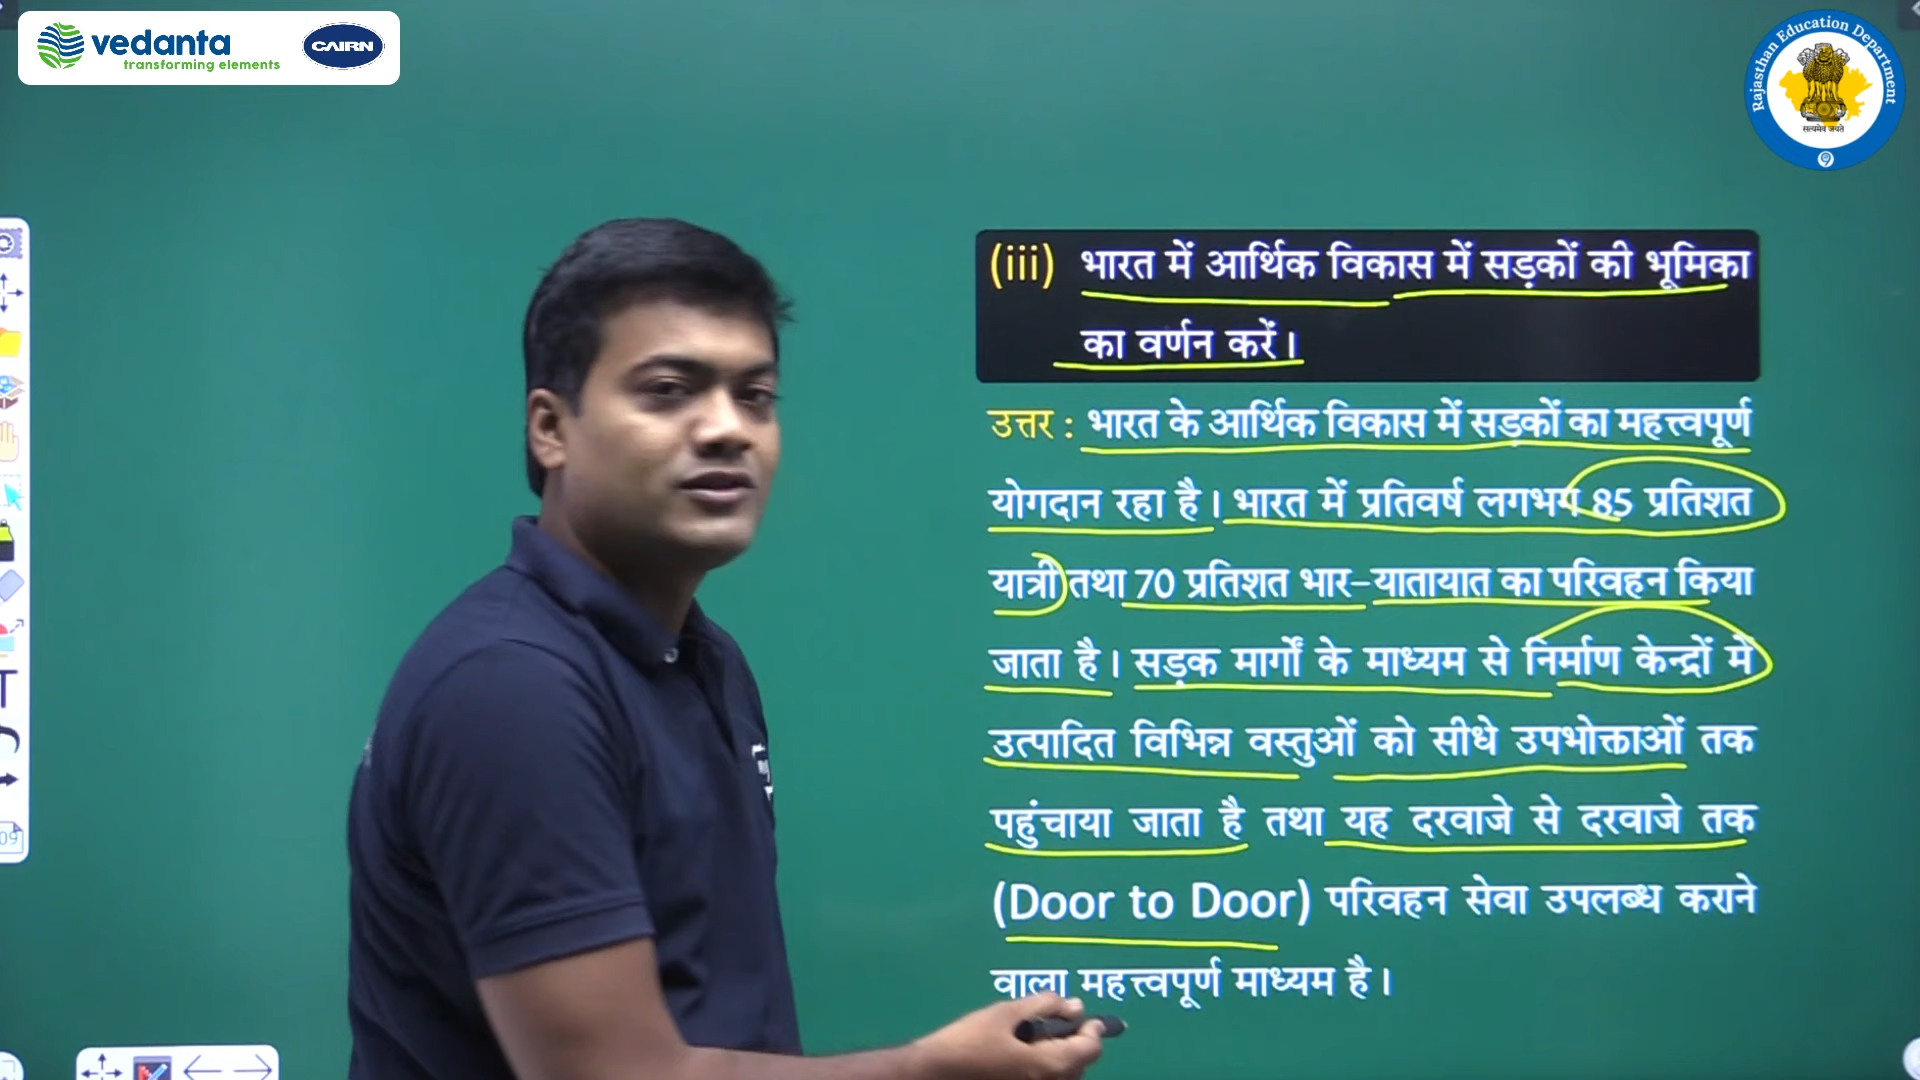 vedanta
transforming elements
CAIRN
Rajasthan Education Department
सत्यमेव जयते
(iii) भारत में आर्थिक विकास में सड़कों की भूमिका
का वर्णन करें।
उत्तर : भारत के आर्थिक विकास में सड़कों का महत्त्वपूर्ण
योगदान रहा है। भारत में प्रतिवर्ष लगभग 85 प्रतिशत
यात्री तथा 70 प्रतिशत भार-यातायात का परिवहन किया
जाता है। सड़क मार्गों के माध्यम से निर्माण केन्द्रों में
उत्पादित विभिन्न वस्तुओं को सीधे उपभोक्ताओं तक
पहुंचाया जाता है तथा यह दरवाजे से दरवाजे तक
(Door to Door) परिवहन सेवा उपलब्ध कराने
वाला महत्त्वपूर्ण माध्यम है।